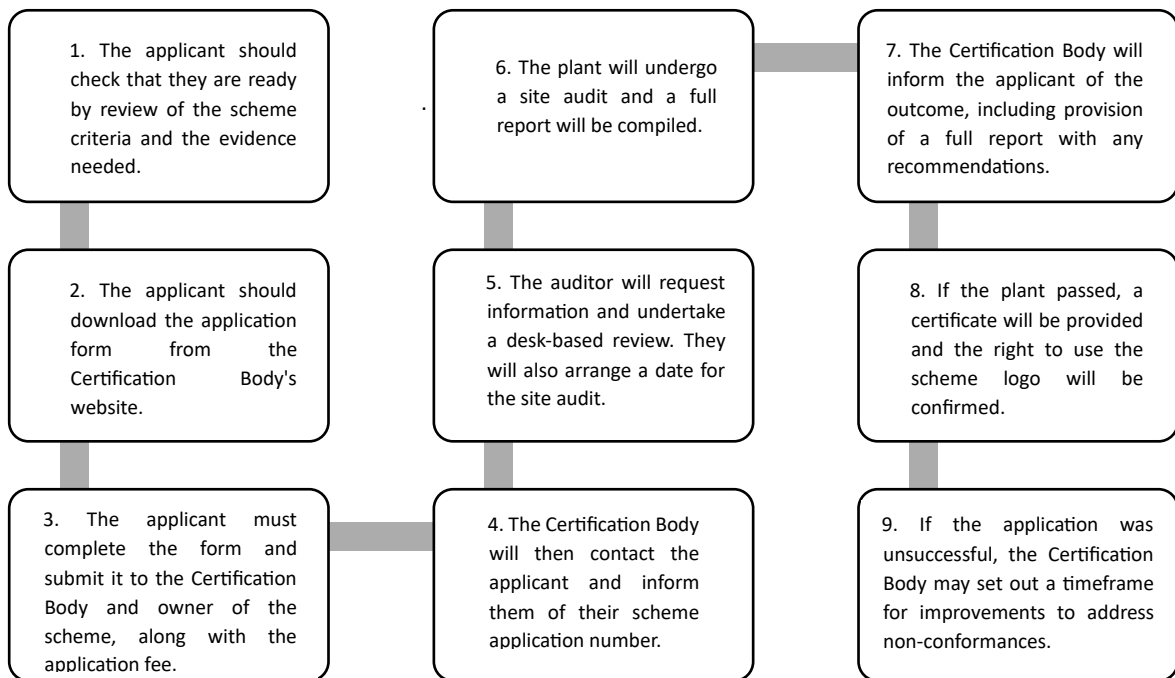 1. The applicant should
check that they are ready
by review of the scheme
criteria and the evidence
needed.
2. The applicant should
download the application
form from the
Certification Body's
website.
3. The applicant must
complete the form and
submit it to the Certification
Body and owner of the
scheme, along with the
application fee.
4. The Certification Body
will then contact the
applicant and inform
them of their scheme
application number.
5. The auditor will request
information and undertake
a desk-based review. They
will also arrange a date for
the site audit.
.
6. The plant will undergo
a site audit and a full
report will be compiled.
7. The Certification Body will
inform the applicant of the
outcome, including provision
of a full report with any
recommendations.
8. If the plant passed, a
certificate will be provided
and the right to use the
scheme logo will be
confirmed.
9. If the application was
unsuccessful, the Certification
Body may set out a timeframe
for improvements to address
non-conformances.